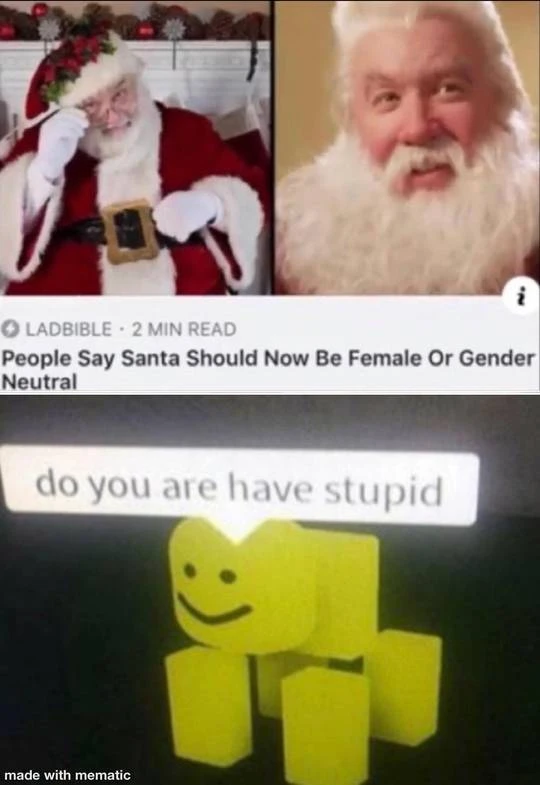 LADBIBLE · 2 MIN READ
People Say Santa Should Now Be Female Or Gender
Neutral
do you are have stupid
made with mematic